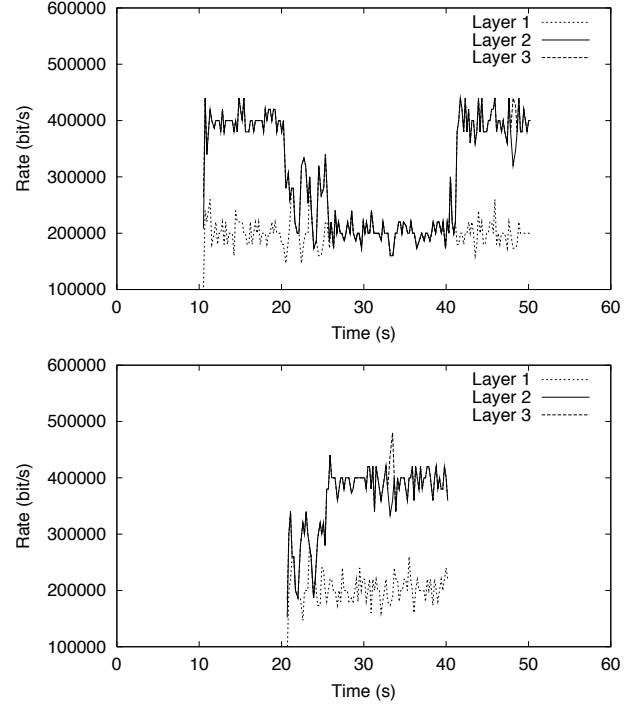 600000
500000
400000
300000
200000
100000
Rate (bit/s)
Layer 1
Layer 2
Layer 3
0 10 20 30 40 50 60
Time (s)
600000
500000
400000
300000
200000
100000
Rate (bit/s)
Layer 1
Layer 2
Layer 3
0 10 20 30 40 50 60
Time (s)